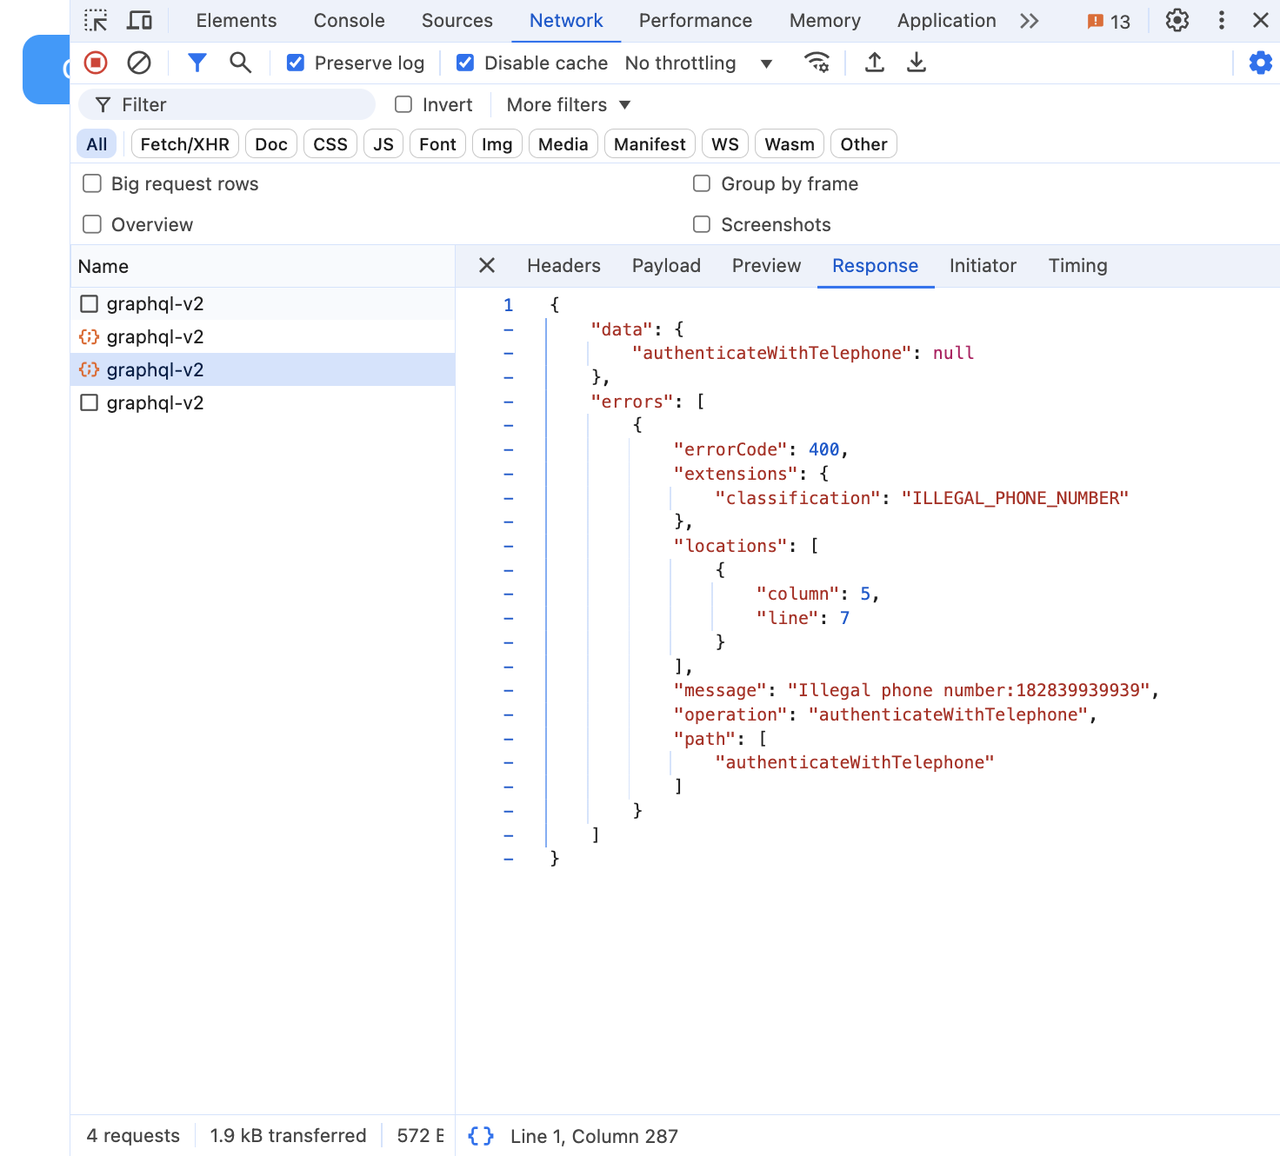 Elements Console Sources Network Performance Memory Application 13
Preserve log Disable cache No throttling
Filter Invert More filters
All Fetch/XHR Doc CSS JS Font Img Media Manifest WS Wasm Other
Big request rows Group by frame
Overview Screenshots
Name
graphql-v2
graphql-v2
graphql-v2
graphql-v2
Headers Payload Preview Response Initiator Timing
1 {
"data": {
"authenticateWithTelephone": null
},
"errors": [
{
"errorCode": 400,
"extensions": {
"classification": "ILLEGAL_PHONE_NUMBER"
},
"locations": [
{
"column": 5,
"line": 7
}
],
"message": "Illegal phone number:182839939939",
"operation": "authenticateWithTelephone",
"path": [
"authenticateWithTelephone"
]
}
]
}
4 requests 1.9 kB transferred 572 {} Line 1, Column 287